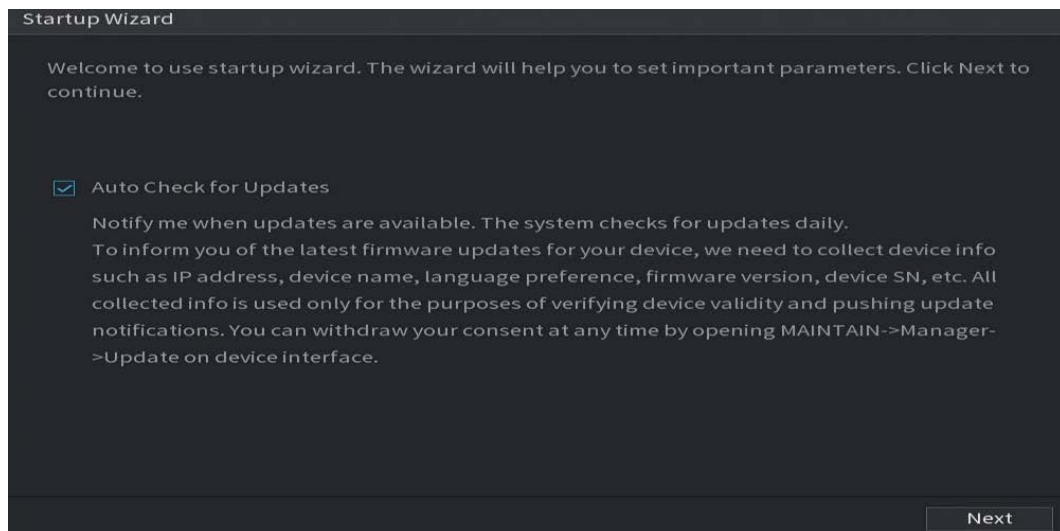 Startup Wizard
Welcome to use startup wizard. The wizard will help you to set important parameters. Click Next to
continue.
Auto Check for Updates
Notify me when updates are available. The system checks for updates daily.
To inform you of the latest firmware updates for your device, we need to collect device info
such as IP address, device name, language preference, firmware version, device SN, etc. All
collected info is used only for the purposes of verifying device validity and pushing update
notifications. You can withdraw your consent at any time by opening MAINTAIN->Manager-
>Update on device interface.
Next